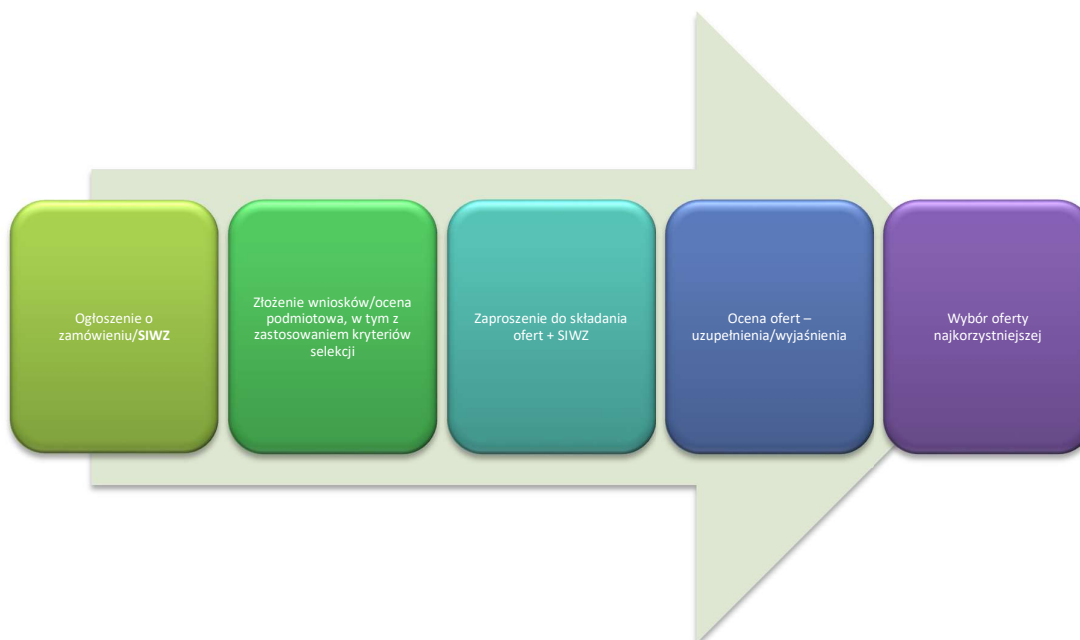 Ogłoszenie o
zamówieniu/SIWZ
Złożenie wniosków/ocena
podmiotowa, w tym z
zastosowaniem kryteriów
selekcji
Zaproszenie do składania
ofert + SIWZ
Ocena ofert –
uzupełnienia/wyjaśnienia
Wybór oferty
najkorzystniejszej